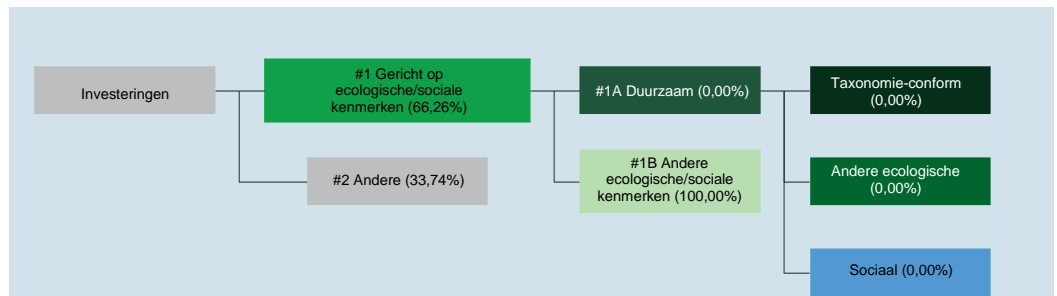 Investeringen
#1 Gericht op
ecologische/sociale
kenmerken (66,26%)
#2 Andere (33,74%)
#1A Duurzaam (0,00%)
#1B Andere
ecologische/sociale
kenmerken (100,00%)
Taxonomie-conform
(0,00%)
Andere ecologische
(0,00%)
Sociaal (0,00%)